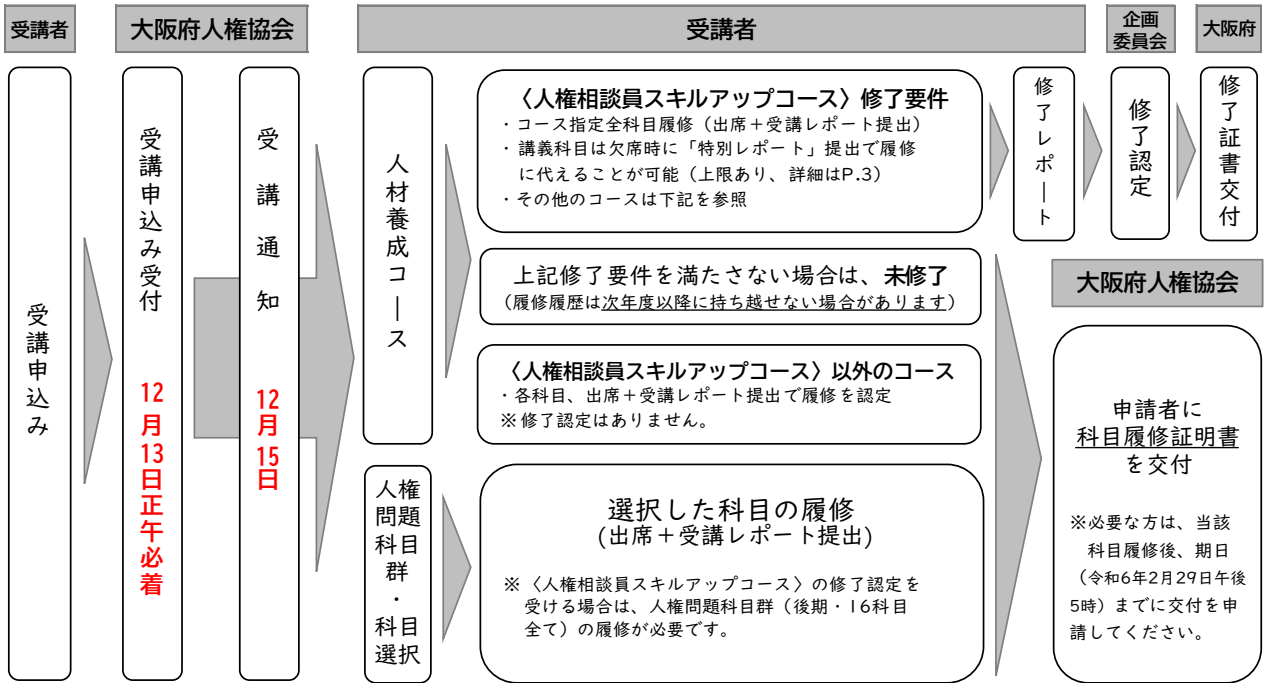 受講者
大阪府人権協会
受講者
企画
委員会
大阪府
受講申込み
受講申込み受付 12月13日正午必着
受講通知 12月15日
人材養成コース
〈人権相談員スキルアップコース〉修了要件
・コース指定全科目履修（出席＋受講レポート提出）
・講義科目は欠席時に「特別レポート」提出で履修
に代えることが可能（上限あり、詳細はP.3）
・その他のコースは下記を参照
修了レポート
修了認定
修了証書交付
上記修了要件を満たさない場合は、未修了
（履修履歴は次年度以降に持ち越せない場合があります）
〈人権相談員スキルアップコース〉以外のコース
・各科目、出席＋受講レポート提出で履修を認定
※修了認定はありません。
人権
問題
科目
群
・
科目
選択
選択した科目の履修
(出席＋受講レポート提出)
※〈人権相談員スキルアップコース〉の修了認定を
受ける場合は、人権問題科目群（後期・16科目
全て）の履修が必要です。
大阪府人権協会
申請者に
科目履修証明書
を交付
※必要な方は、当該
科目履修後、期日
（令和6年2月29日午後
5時）までに交付を申
請してください。